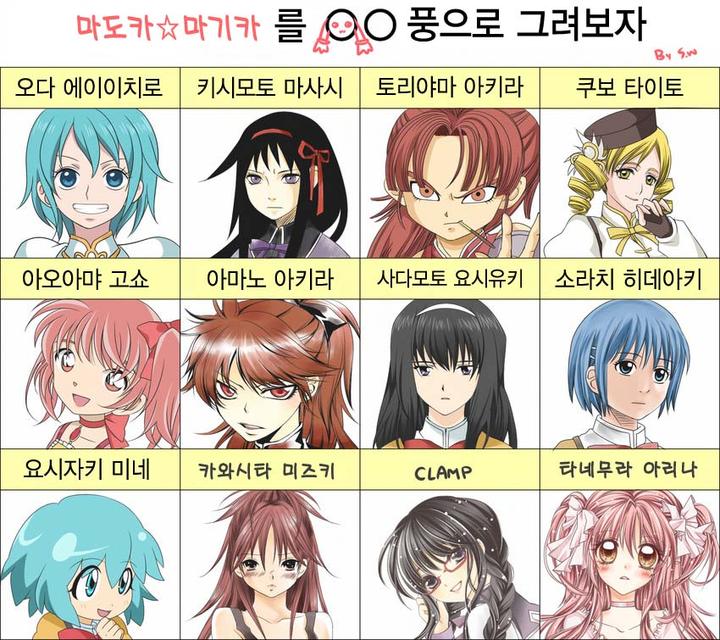 마도카☆마기카 를 ○○ 풍으로 그려보자
By S.W
오다 에이이치로
키시모토 마사시
토리야마 아키라
쿠보 타이토
아오야먀 고쇼
아마노 아키라
사다모토 요시유키
소라치 히데아키
요시자키 미네
카와시타 미즈키
CLAMP
타네무라 아리나